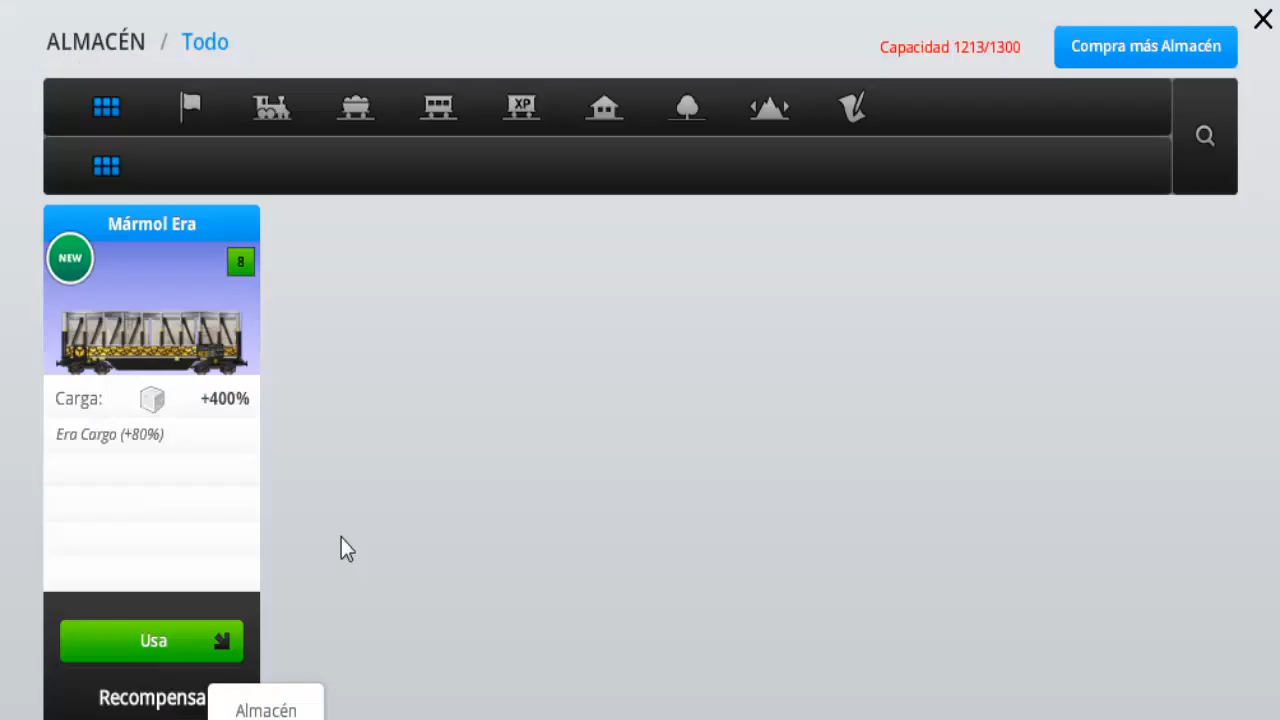 ALMACÉN / Todo
Capacidad 1213/1300
Compra más Almacén
XP
Mármol Era
NEW
8
Carga: +400%
Era Cargo (+80%)
Usa
Recompensa
Almacén